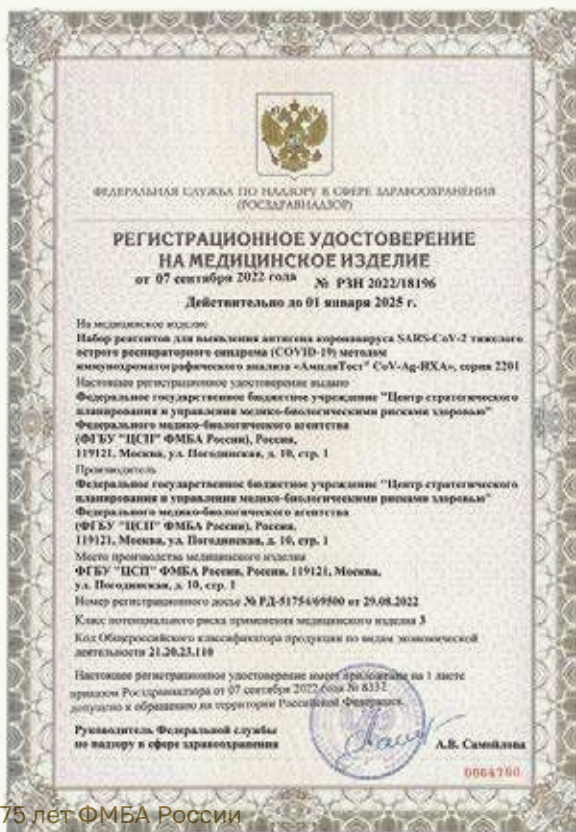 ФЕДЕРАЛЬНАЯ СЛУЖБА ПО НАДЗОРУ В СФЕРЕ ЗДРАВООХРАНЕНИЯ
(РОСЗДРАВНАДЗОР)
РЕГИСТРАЦИОННОЕ УДОСТОВЕРЕНИЕ
НА МЕДИЦИНСКОЕ ИЗДЕЛИЕ
от 07 сентября 2022 года № РЗН 2022/18196
Действительно до 01 января 2025 г.
На медицинское изделие
Набор реагентов для выявления антигена коронавируса SARS-CoV-2 тяжелого
острого респираторного синдрома (COVID-19) методом
иммунохроматографического анализа «АмплиТест® CoV-Ag-ИХА», серия 2201
Настоящее регистрационное удостоверение выдано
Федеральное государственное бюджетное учреждение "Центр стратегического
планирования и управления медико-биологическими рисками здоровью"
Федерального медико-биологического агентства
(ФГБУ "ЦСП" ФМБА России), Россия,
119121, Москва, ул. Погодинская, д. 10, стр. 1
Производитель
Федеральное государственное бюджетное учреждение "Центр стратегического
планирования и управления медико-биологическими рисками здоровью"
Федерального медико-биологического агентства
(ФГБУ "ЦСП" ФМБА России), Россия,
119121, Москва, ул. Погодинская, д. 10, стр. 1
Место производства медицинского изделия
ФГБУ "ЦСП" ФМБА России, Россия, 119121, Москва,
ул. Погодинская, д. 10, стр. 1
Номер регистрационного досье № РД-51754/69500 от 29.08.2022
Класс потенциального риска применения медицинского изделия 3
Код Общероссийского классификатора продукции по видам экономической
деятельности 21.20.23.110
Настоящее регистрационное удостоверение имеет приложение на 1 листе
приказом Росздравнадзора от 07 сентября 2022 года № 8332
допущено к обращению на территории Российской Федерации.
Руководитель Федеральной службы
по надзору в сфере здравоохранения
А.В. Самойлова
0064760
75 лет ФМБА России